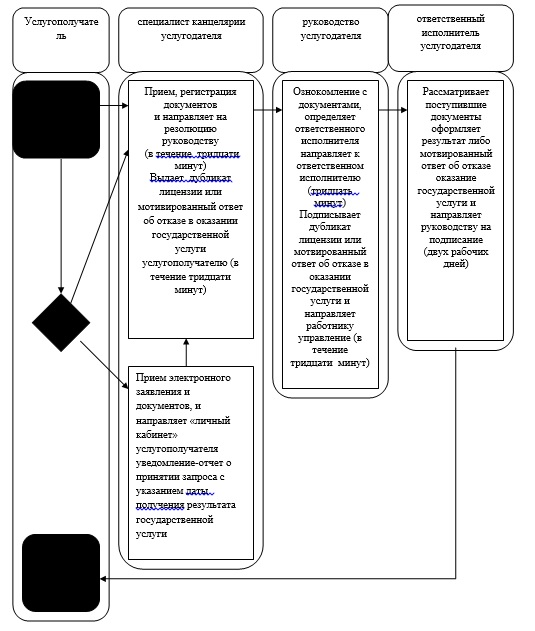 Услугополучате
ль
специалист канцелярии
услугодателя
руководство
услугодателя
ответственный
исполнитель
услугодателя
Прием, регистрация
документов
и направляет на
резолюцию
руководству
(в течение тридцати
минут)
Выдает дубликат
лицензии или
мотивированный ответ
об отказе в оказании
государственной
услуги
услугополучателю (в
течение тридцати
минут)
Ознокомление с
документами,
определяет
ответственного
исполнителя
направляет к
ответственном
исполнителю
(тридцать
минут)
Подписывает
дубликат
лицензии или
мотвированный
ответ об отказе в
оказании
государственной
услуги и
направляет
работнику
управление (в
течение
тридцати минут)
Рассматривает
поступившие
документы
оформляет
результат либо
мотвированный
ответ об отказе
оказание
государственной
услуги и
направляет
руководству на
подписание
(двух рабочих
дней)
Прием электронного
заявления и
документов, и
направляет «личный
кабинет»
услугополучателя
уведомление-отчет о
принятии запроса с
указанием даты
получения результата
государственной
услуги